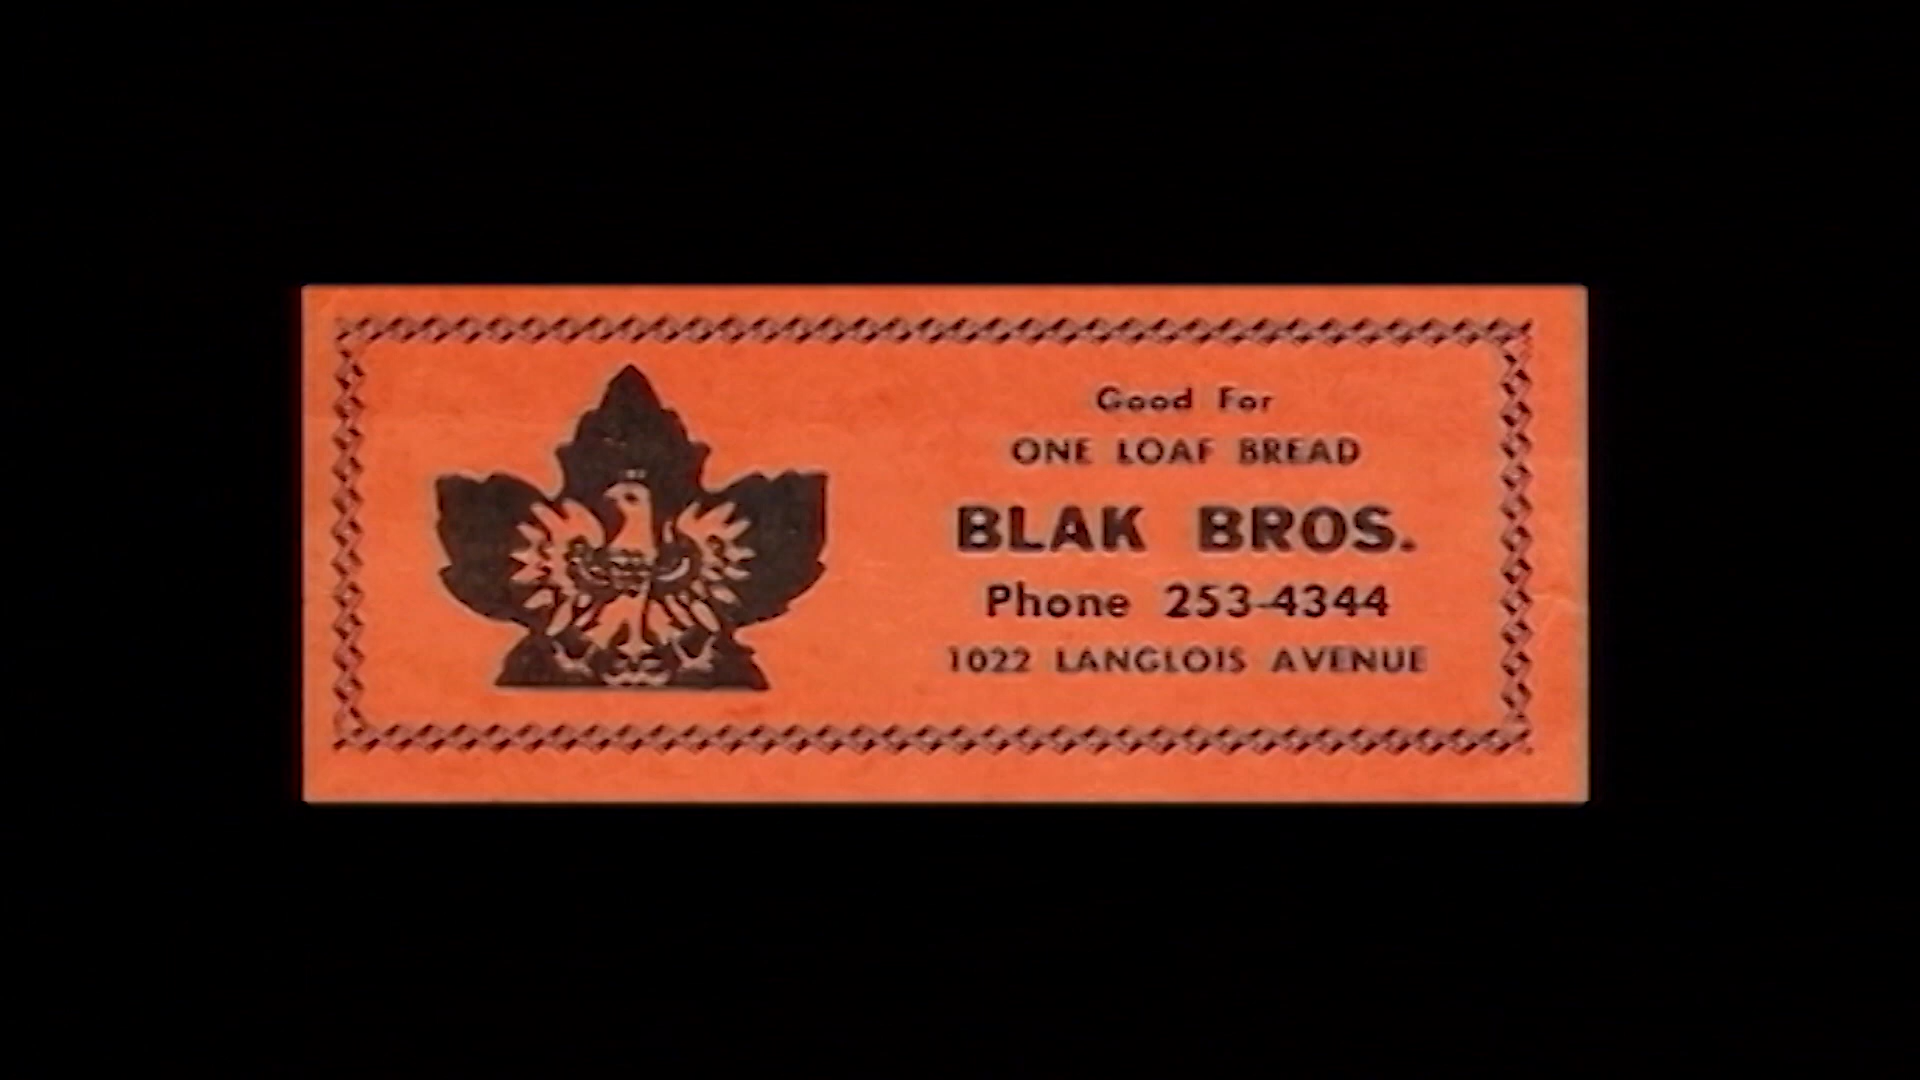 Good For
ONE LOAF BREAD
BLAK BROS.
Phone 253-4344
1022 LANGLOIS AVENUE